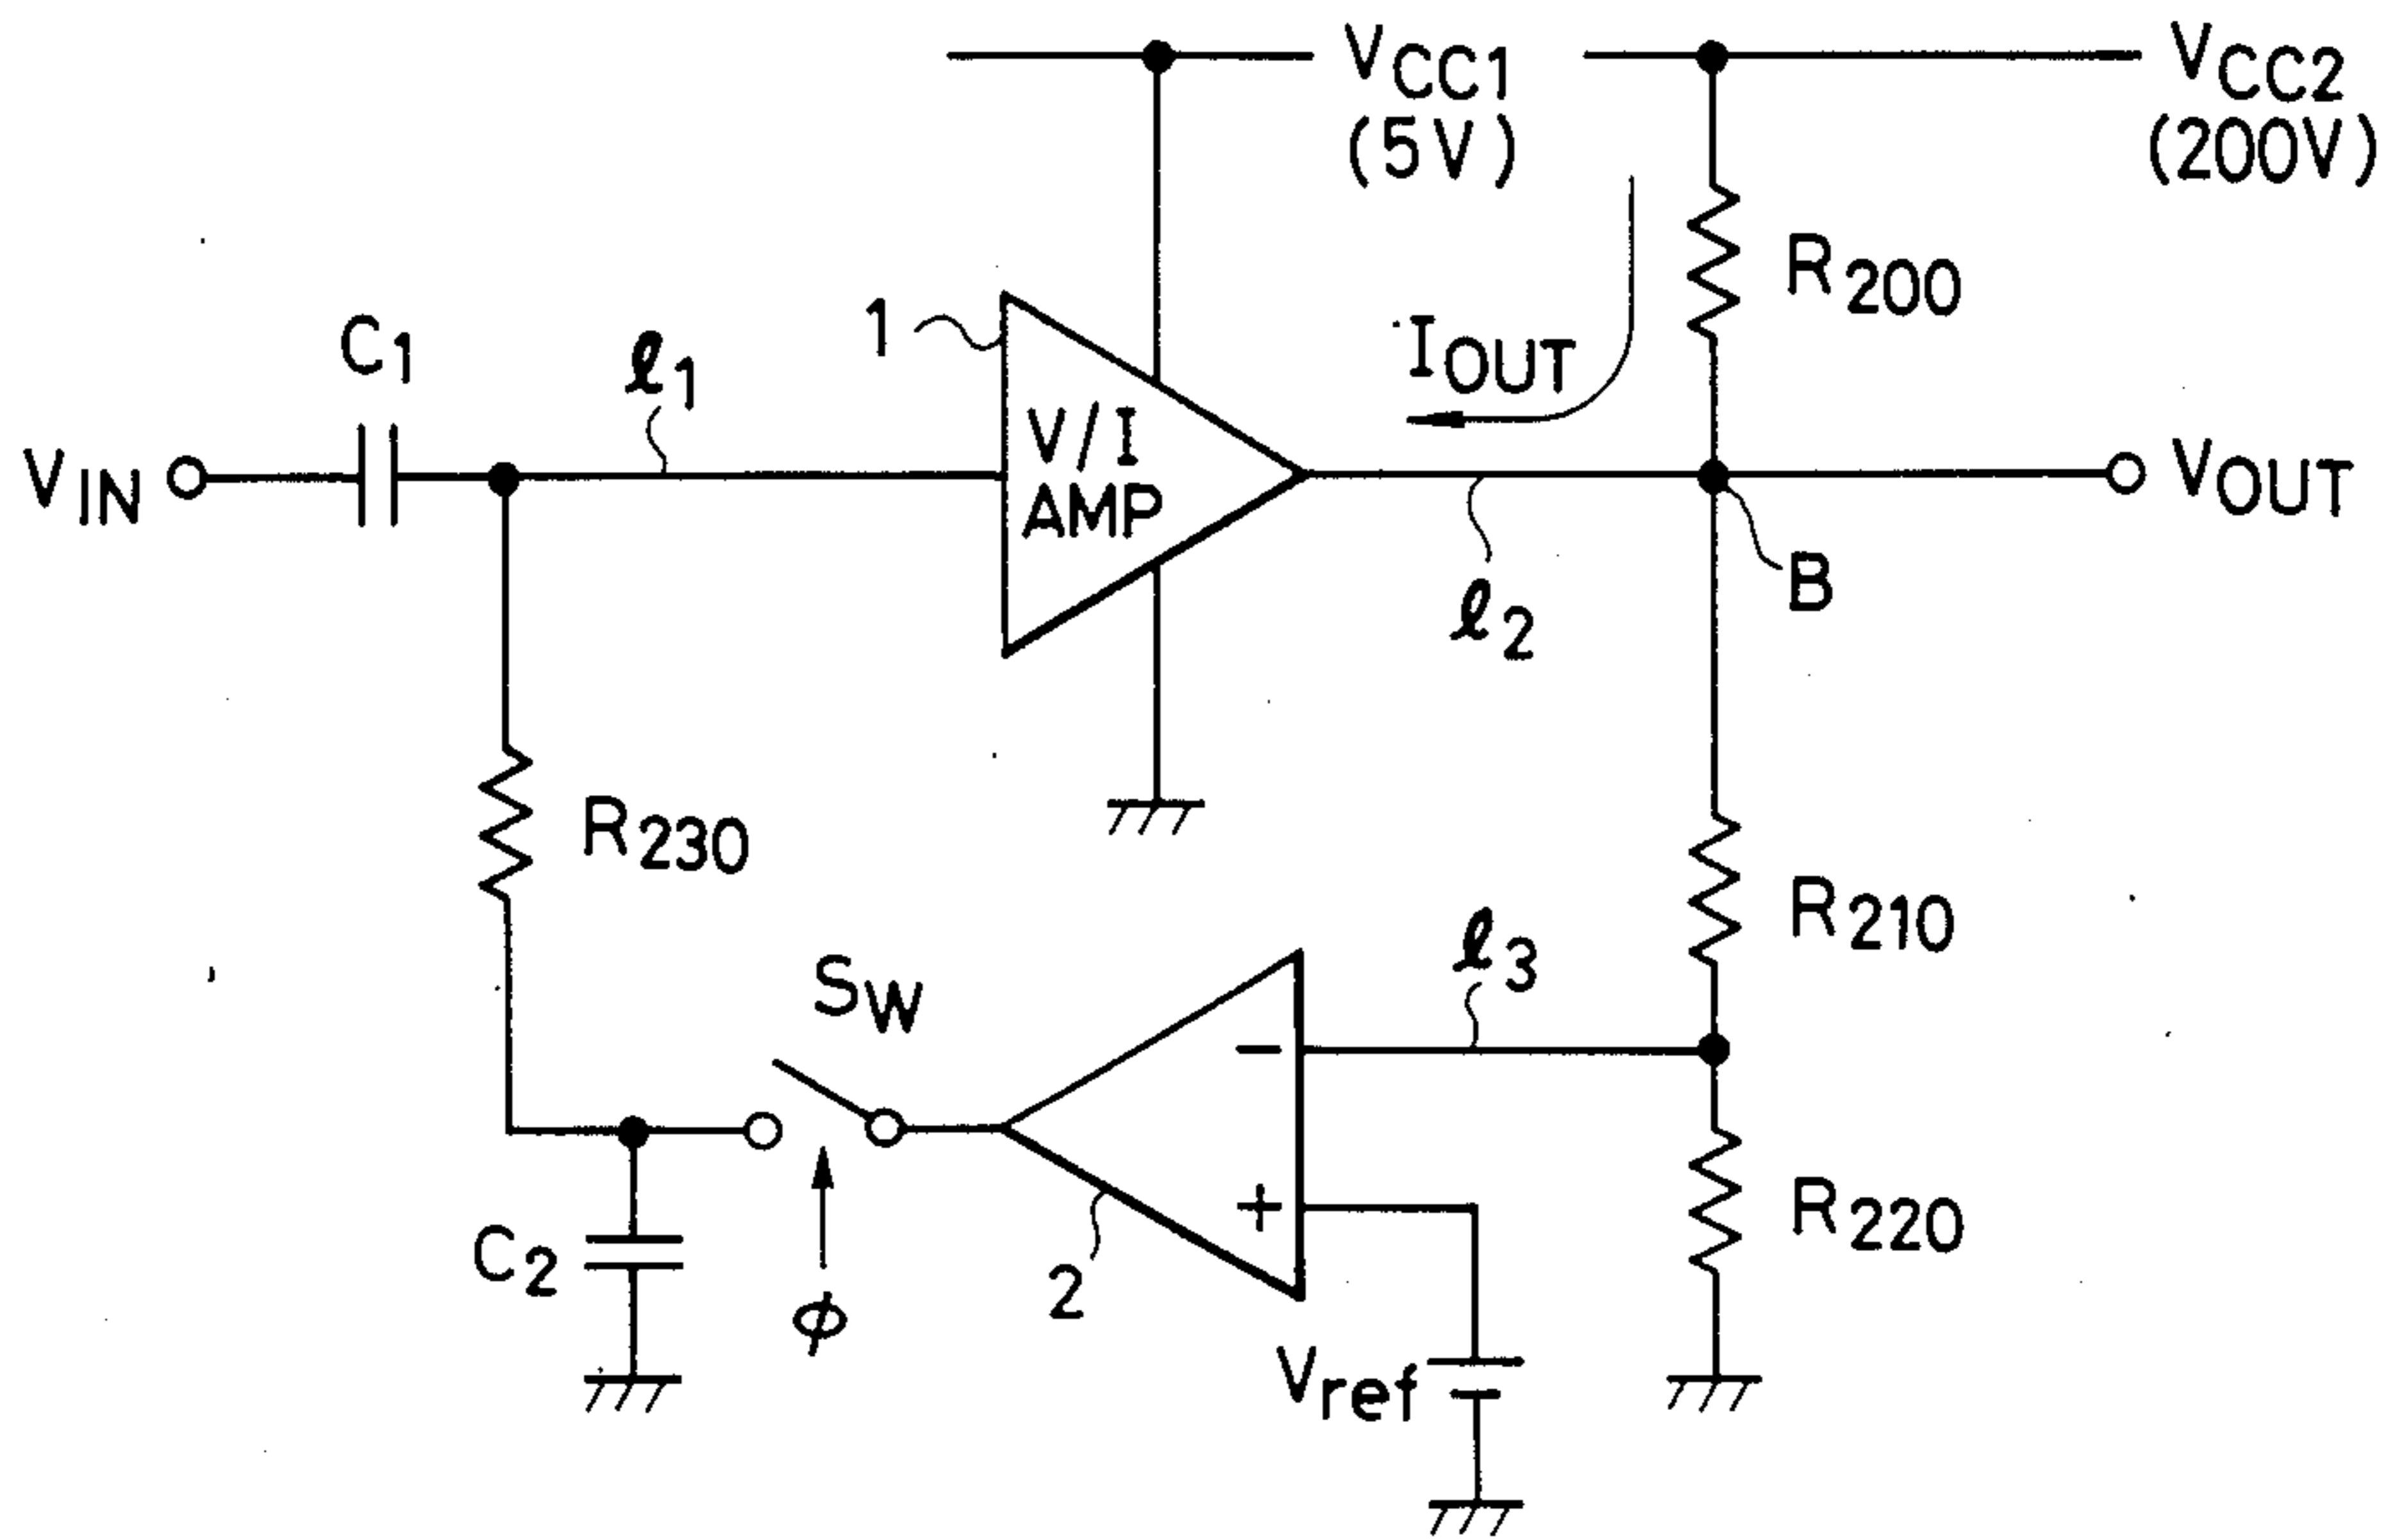 VCC1
(5V)
VCC2
(200V)
R200
1
C1
ℓ1
IOUT
V/I
AMP
VIN
VOUT
B
ℓ2
R230
R210
ℓ3
SW
−
+
R220
C2
2
φ
Vref